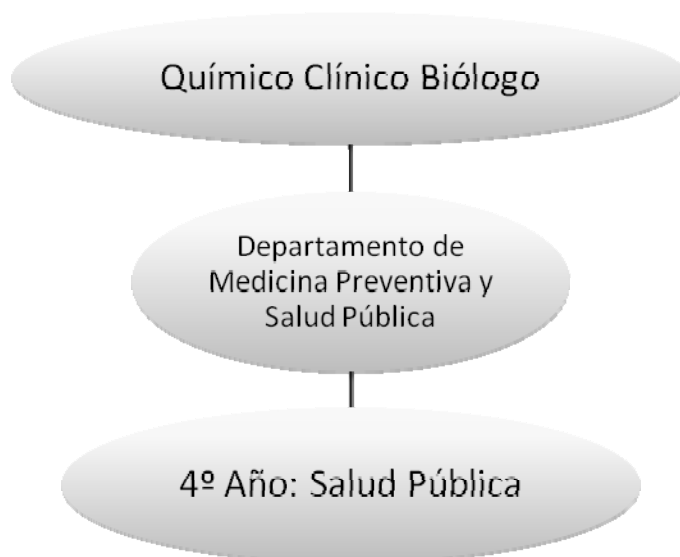 Químico Clínico Biólogo
Departamento de
Medicina Preventiva y
Salud Pública
4º Año: Salud Pública